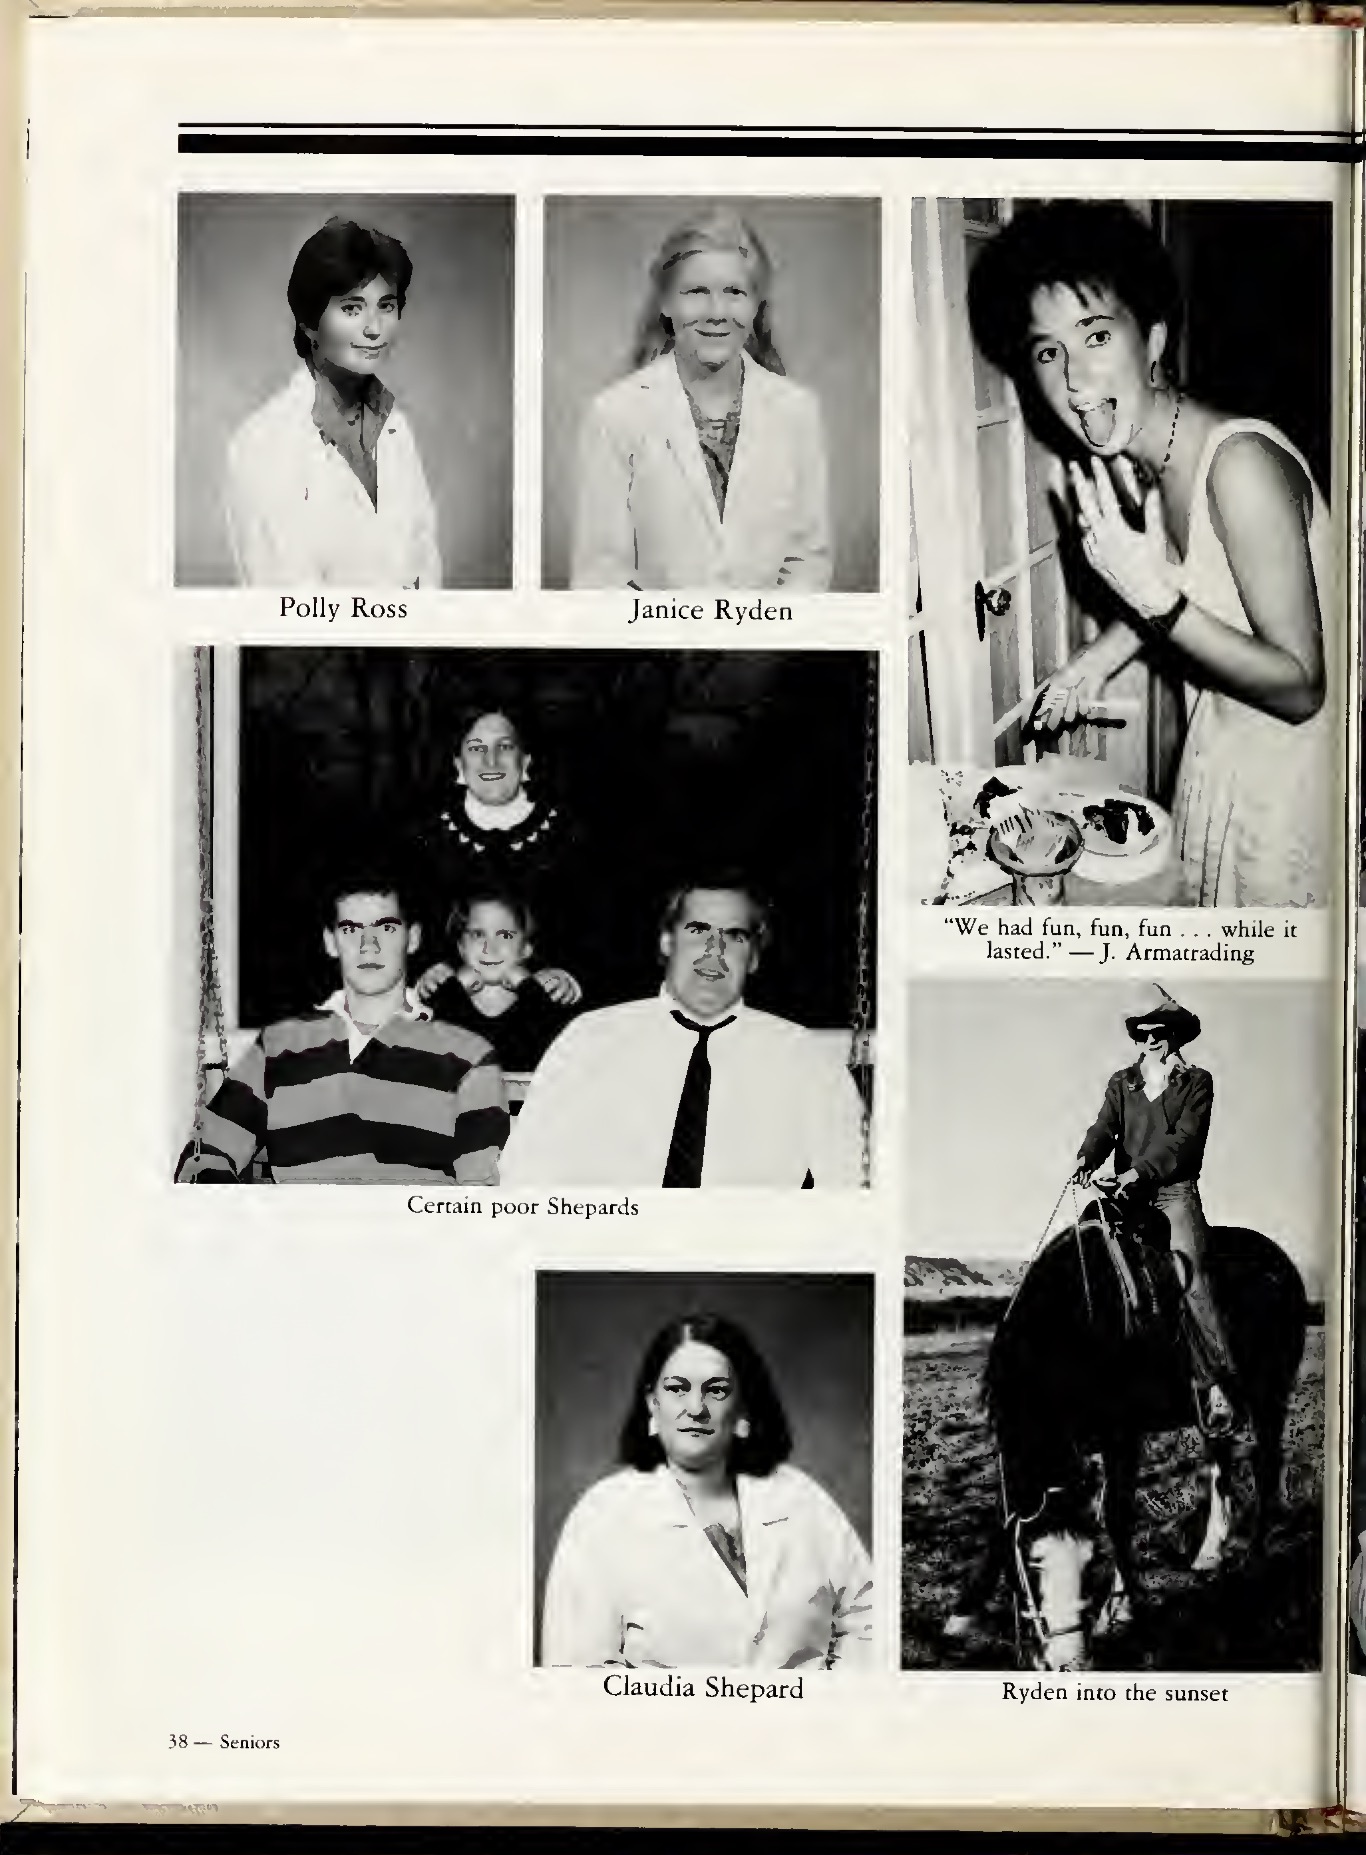 Polly Ross
Janice Ryden
"We had fun, fun, fun . . . while it
lasted." — J. Armatrading
Certain poor Shepards
Claudia Shepard
Ryden into the sunset
38 — Seniors